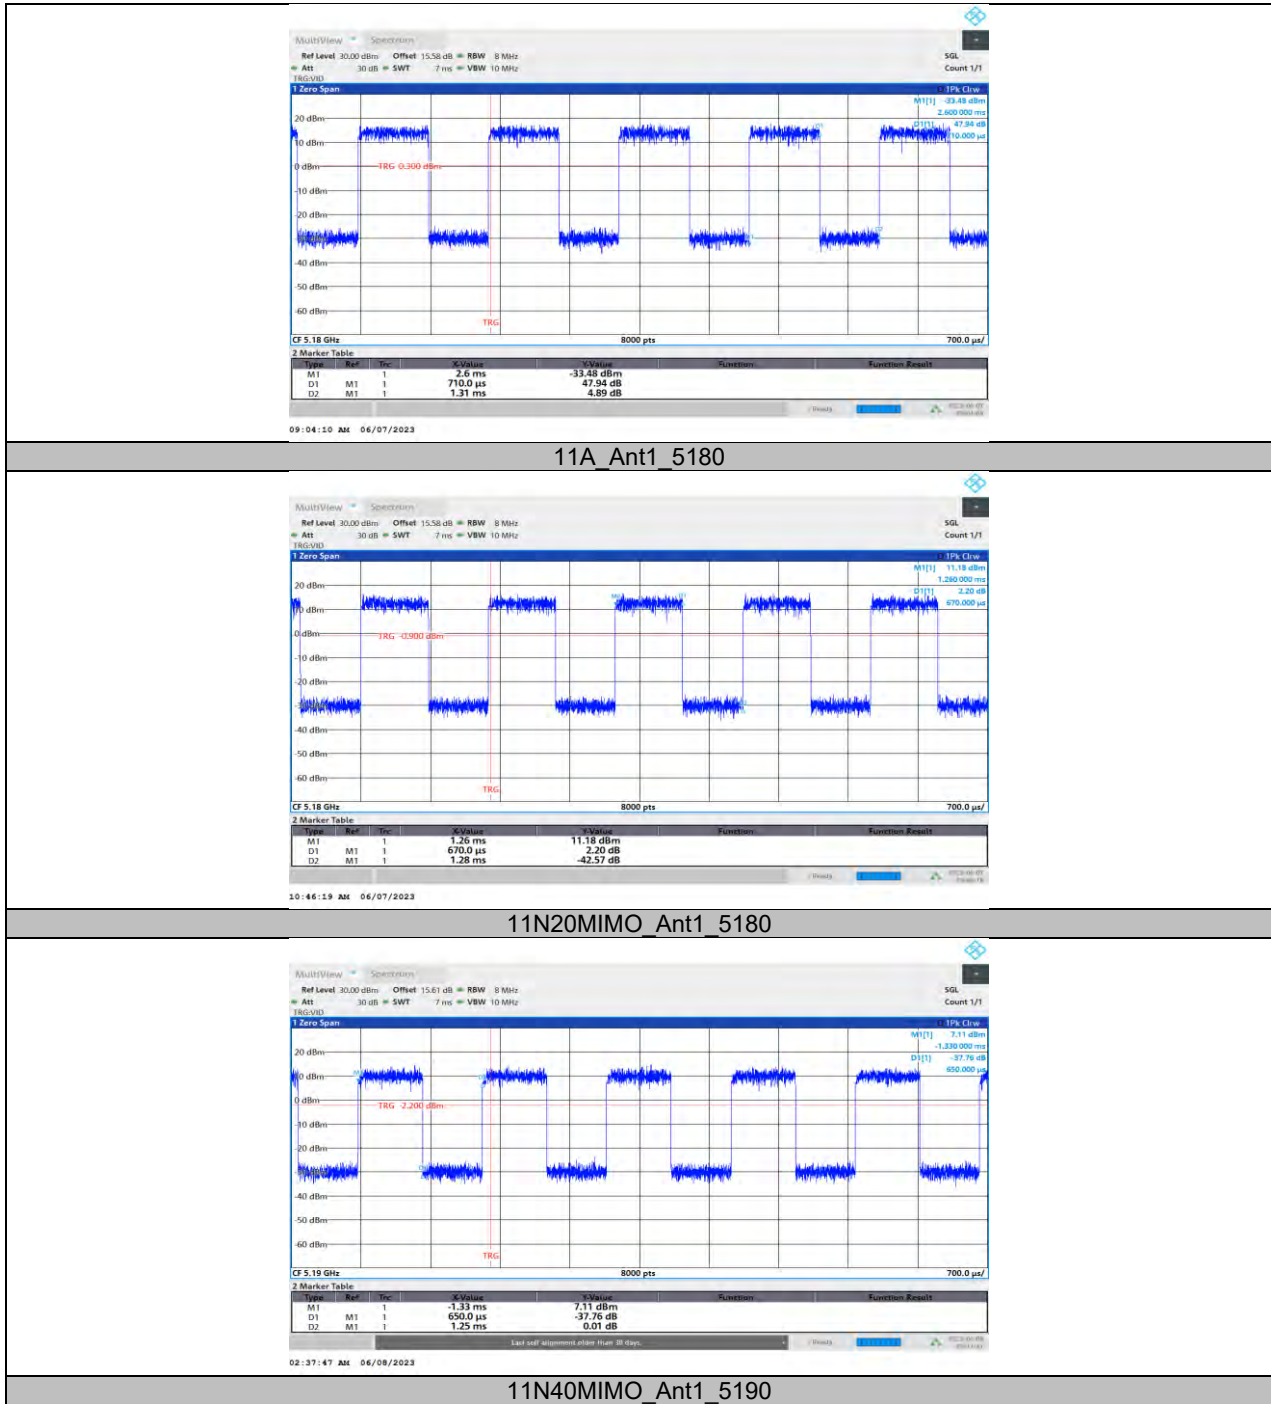 MultiView Spectrum
Ref Level 30.00 dBm Offset 15.58 dB RBW 8 MHz SGL
Att 30 dB SWT 7 ms VBW 10 MHz Count 1/1
TRG:VID
1 Zero Span 1Pk Clrw
M1[1] -33.48 dBm
2.600 000 ms
20 dBm D1[1] 47.94 dB
10 dBm 710.000 µs
0 dBm TRG 0.300 dBm
-10 dBm
-20 dBm
-40 dBm
-50 dBm
-60 dBm
TRG
CF 5.18 GHz 8000 pts 700.0 µs/
2 Marker Table
Type Ref Trc X-Value Y-Value Function Function Result
M1 1 2.6 ms -33.48 dBm
D1 M1 1 710.0 µs 47.94 dB
D2 M1 1 1.31 ms 4.89 dB
Ready
09:04:10 AM 06/07/2023
11A_Ant1_5180
MultiView Spectrum
Ref Level 30.00 dBm Offset 15.58 dB RBW 8 MHz SGL
Att 30 dB SWT 7 ms VBW 10 MHz Count 1/1
TRG:VID
1 Zero Span 1Pk Clrw
M1[1] 11.18 dBm
1.260 000 ms
20 dBm D1[1] 2.20 dB
670.000 µs
0 dBm TRG -0.900 dBm
-10 dBm
-20 dBm
-40 dBm
-50 dBm
-60 dBm
TRG
CF 5.18 GHz 8000 pts 700.0 µs/
2 Marker Table
Type Ref Trc X-Value Y-Value Function Function Result
M1 1 1.26 ms 11.18 dBm
D1 M1 1 670.0 µs 2.20 dB
D2 M1 1 1.28 ms -42.57 dB
Ready
10:46:19 AM 06/07/2023
11N20MIMO_Ant1_5180
MultiView Spectrum
Ref Level 30.00 dBm Offset 15.61 dB RBW 8 MHz SGL
Att 30 dB SWT 7 ms VBW 10 MHz Count 1/1
TRG:VID
1 Zero Span 1Pk Clrw
M1[1] 7.11 dBm
-1.330 000 ms
20 dBm D1[1] -37.76 dB
650.000 µs
0 dBm TRG -2.200 dBm
-10 dBm
-20 dBm
-40 dBm
-50 dBm
-60 dBm
TRG
CF 5.19 GHz 8000 pts 700.0 µs/
2 Marker Table
Type Ref Trc X-Value Y-Value Function Function Result
M1 1 -1.33 ms 7.11 dBm
D1 M1 1 650.0 µs -37.76 dB
D2 M1 1 1.25 ms 0.01 dB
Last self alignment older than 30 days. Ready
02:37:47 AM 06/08/2023
11N40MIMO_Ant1_5190